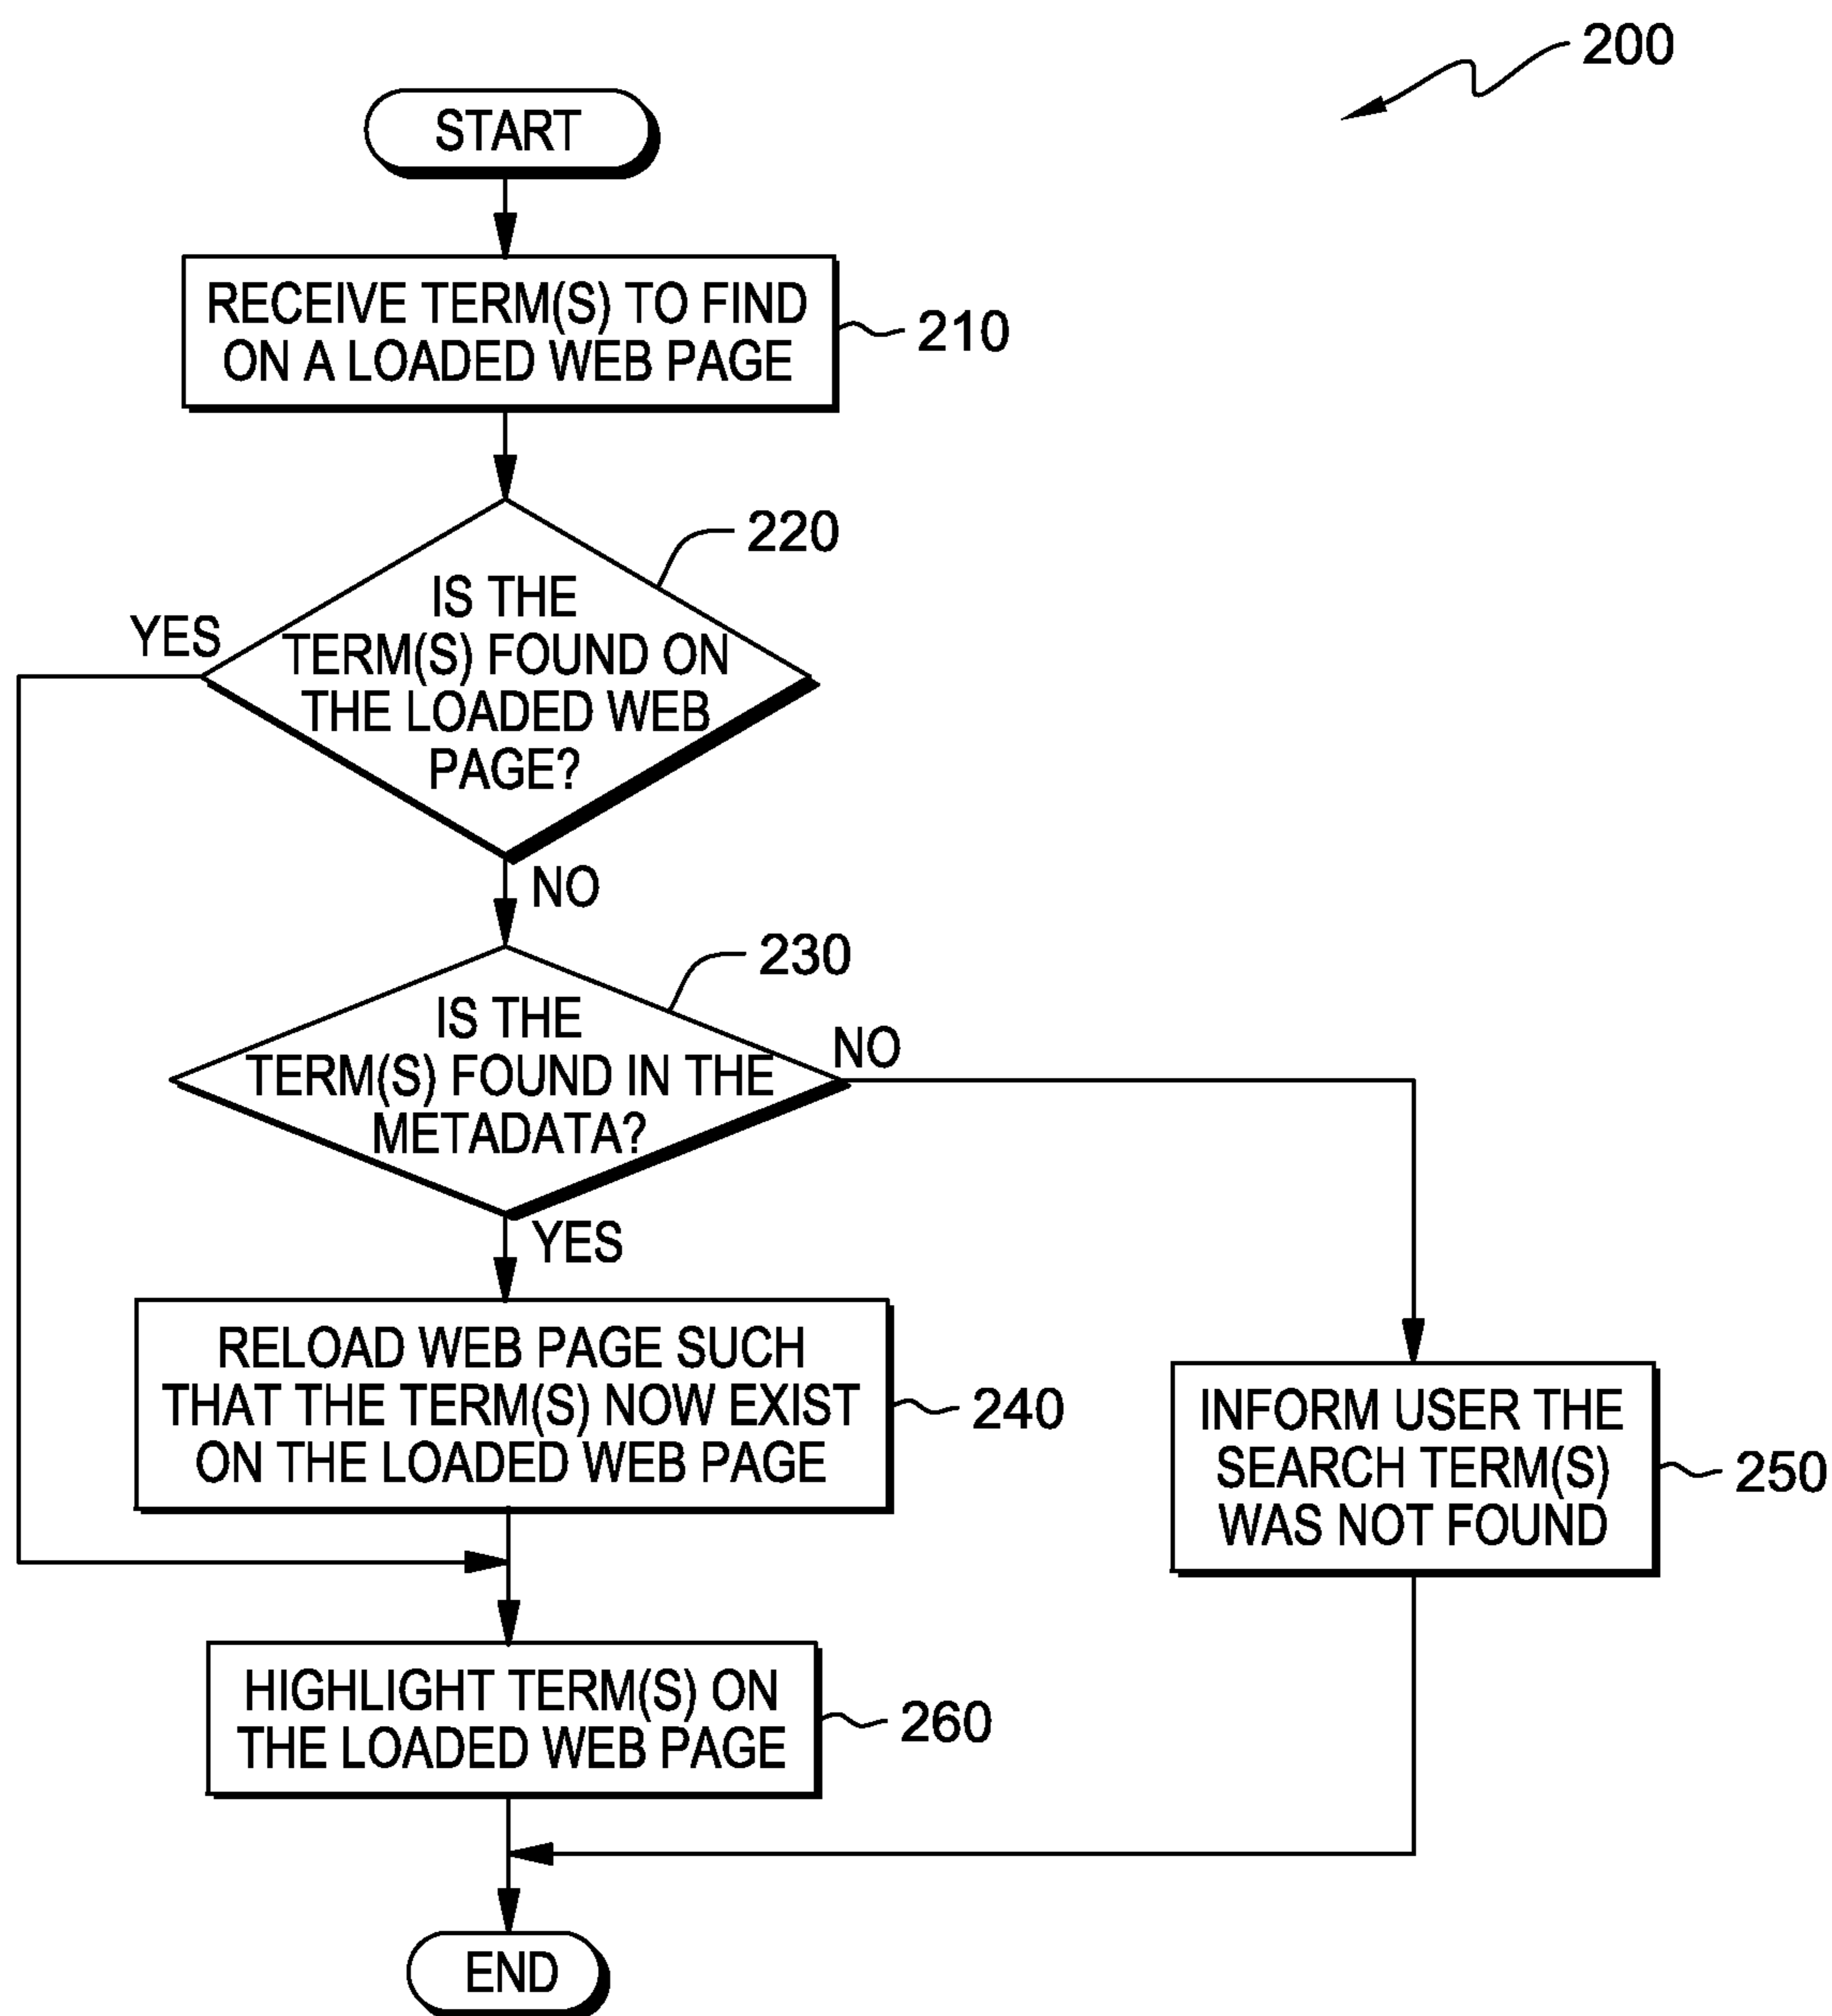 200
START
RECEIVE TERM(S) TO FIND
ON A LOADED WEB PAGE
210
220
IS THE
TERM(S) FOUND ON
THE LOADED WEB
PAGE?
YES
NO
230
IS THE
TERM(S) FOUND IN THE
METADATA?
NO
YES
RELOAD WEB PAGE SUCH
THAT THE TERM(S) NOW EXIST
ON THE LOADED WEB PAGE
240
INFORM USER THE
SEARCH TERM(S)
WAS NOT FOUND
250
HIGHLIGHT TERM(S) ON
THE LOADED WEB PAGE
260
END